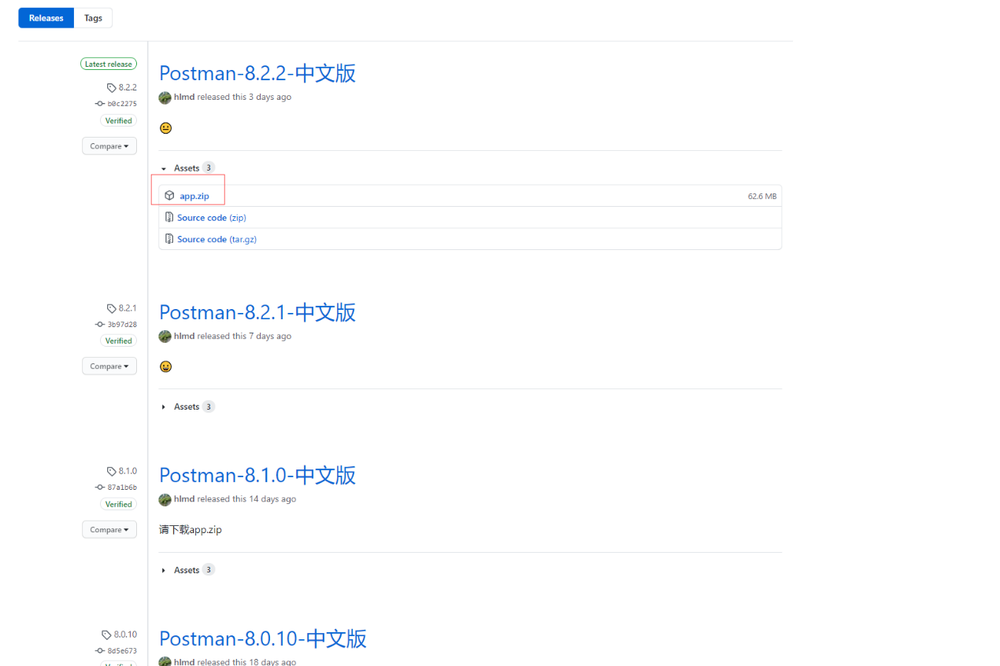 Releases Tags
Latest release
Postman-8.2.2-中文版
8.2.2
hlmd released this 3 days ago
b0c2275
Verified
Compare
Assets 3
app.zip 62.6 MB
Source code (zip)
Source code (tar.gz)
8.2.1
Postman-8.2.1-中文版
3b97d28
hlmd released this 7 days ago
Verified
Compare
Assets 3
8.1.0
Postman-8.1.0-中文版
87a1b6b
hlmd released this 14 days ago
Verified
Compare
请下载app.zip
Assets 3
8.0.10
Postman-8.0.10-中文版
8d5e673
hlmd released this 18 days ago
Verified